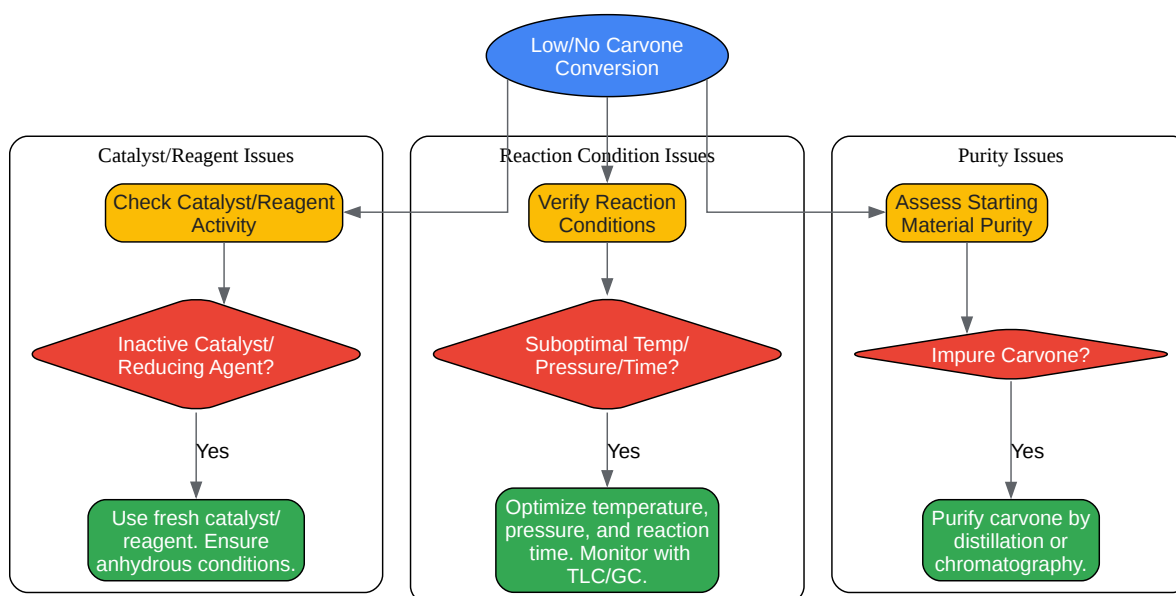 Low/No Carvone
Conversion
Catalyst/Reagent Issues
Check Catalyst/Reagent
Activity
Inactive Catalyst/
Reducing Agent?
Yes
Use fresh catalyst/
reagent. Ensure
anhydrous conditions.
Reaction Condition Issues
Verify Reaction
Conditions
Suboptimal Temp/
Pressure/Time?
Yes
Optimize temperature,
pressure, and reaction
time. Monitor with
TLC/GC.
Purity Issues
Assess Starting
Material Purity
Impure Carvone?
Yes
Purify carvone by
distillation or
chromatography.